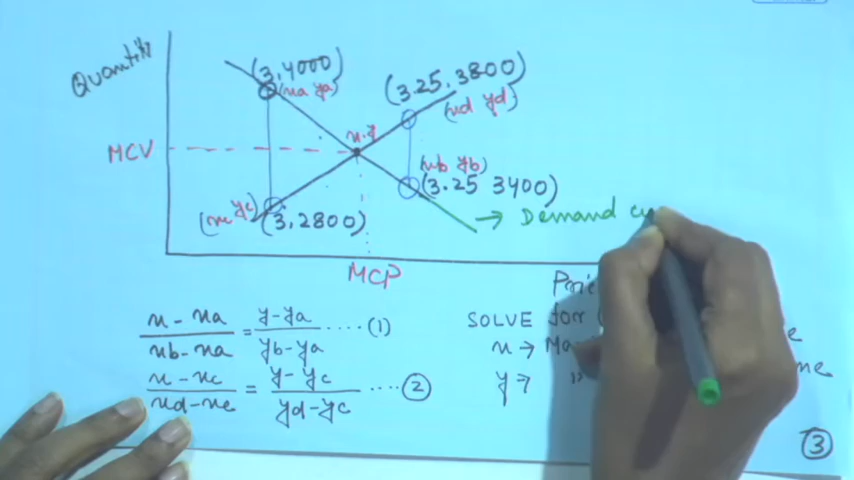 Quantity
(3,4000)
(xa ya)
(3.25, 3800)
(xd yd)
x, y
MCV
(xb yb)
(3.25 3400)
(xc yc)
(3,2800)
→ Demand cu
MCP
x - xa / xb - xa = y - ya / yb - ya ..... (1)
x - xc / xd - xc = y - yc / yd - yc .... (2)
SOLVE for (
x →
y → "
me
3